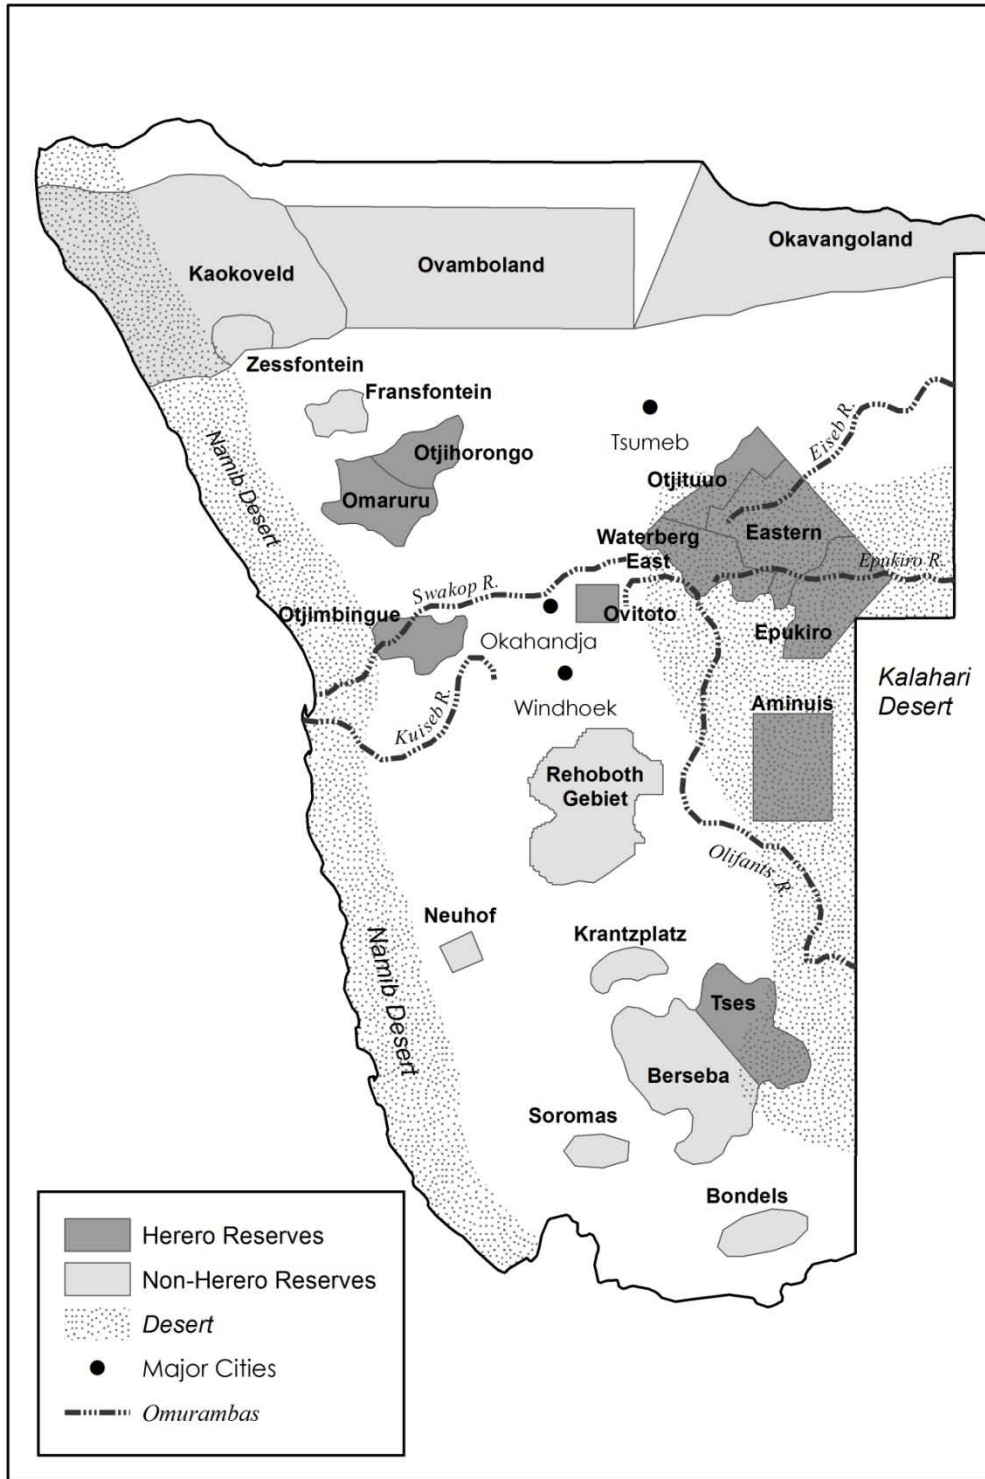 Okavangoland
Ovamboland
Kaokoveld
Zessfontein
Fransfontein
Namib Desert
Otjihorongo
Omaruru
Tsumeb
Eiseb R.
Otjituuo
Eastern
Waterberg
East
Epukiro R.
Swakop R.
Otjimbingue
Ovitoto
Okahandja
Epukiro
Kalahari
Desert
Kuiseb R.
Windhoek
Aminuis
Rehoboth
Gebiet
Olifants R.
Neuhof
Krantzplatz
Namib Desert
Tses
Berseba
Soromas
Bondels
Herero Reserves
Non-Herero Reserves
Desert
Major Cities
Omurambas